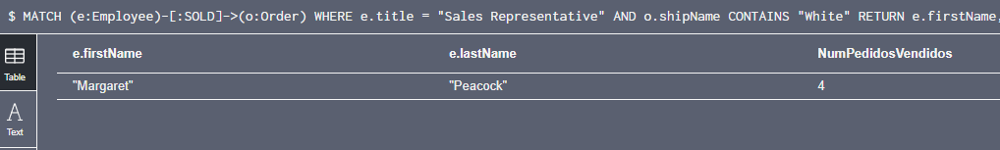 $ MATCH (e:Employee)-[:SOLD]->(o:Order) WHERE e.title = "Sales Representative" AND o.shipName CONTAINS "White" RETURN e.firstName,
e.firstName e.lastName NumPedidosVendidos
Table
"Margaret" "Peacock" 4
A
Text